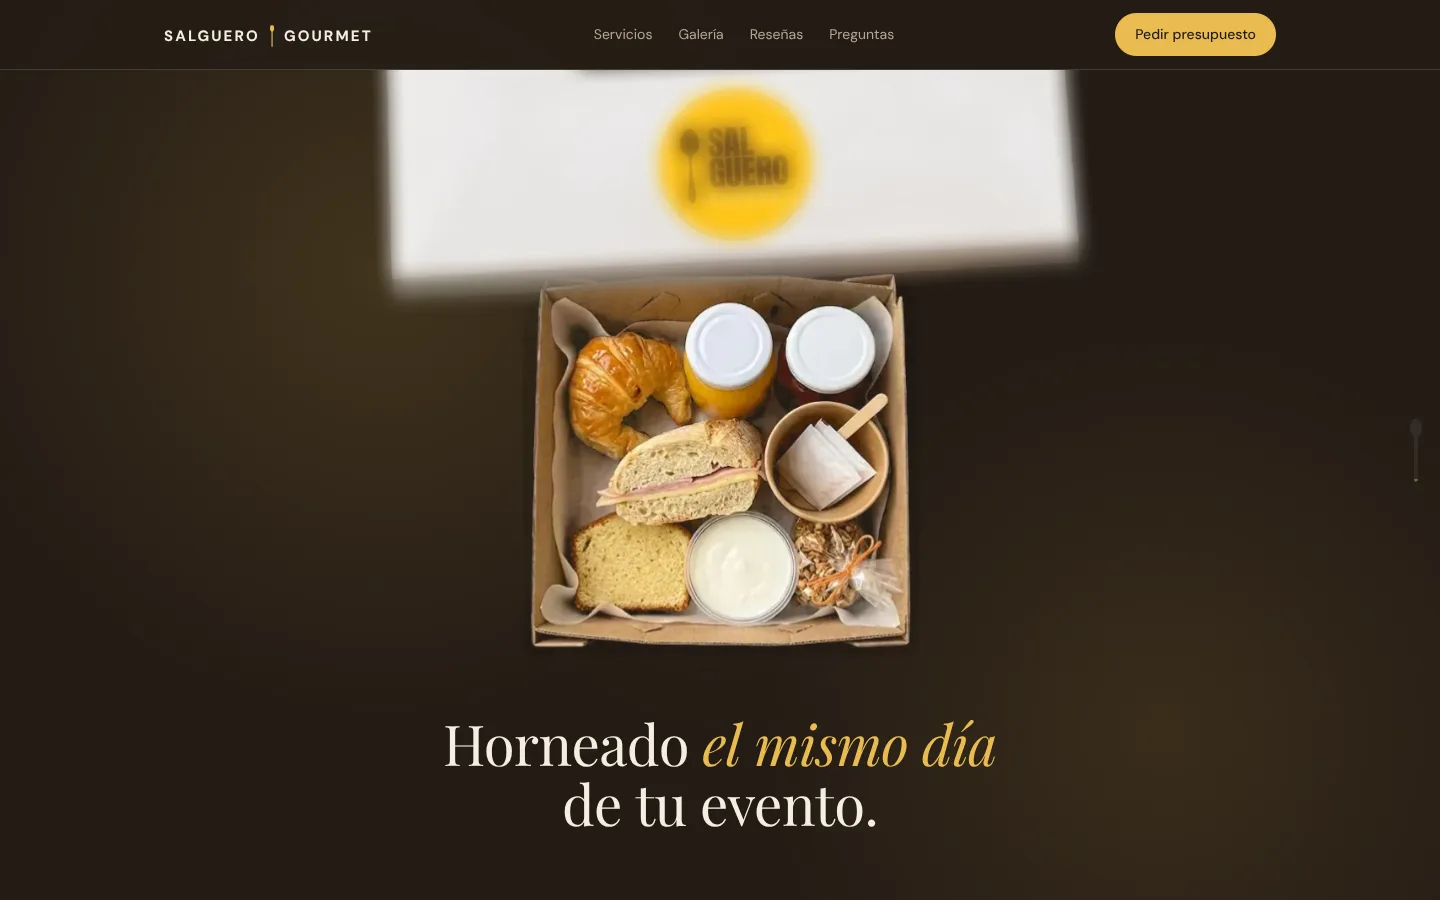 SALGUERO GOURMET
Servicios Galería Reseñas Preguntas
Pedir presupuesto
SAL
GUERO
Horneado el mismo día
de tu evento.